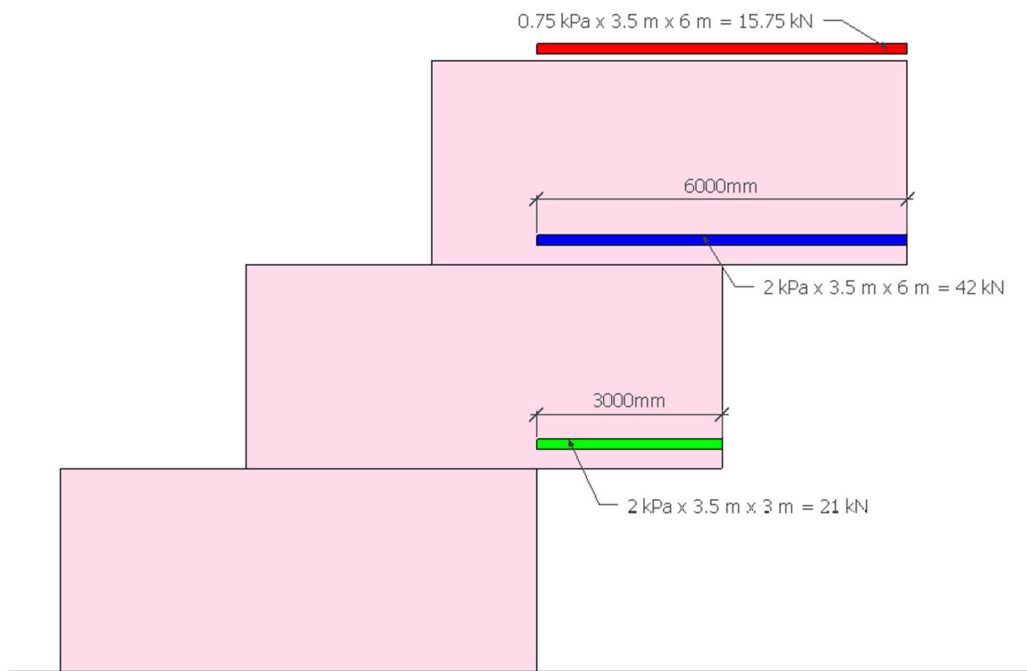 0.75 kPa x 3.5 m x 6 m = 15.75 kN
6000mm
2 kPa x 3.5 m x 6 m = 42 kN
3000mm
2 kPa x 3.5 m x 3 m = 21 kN